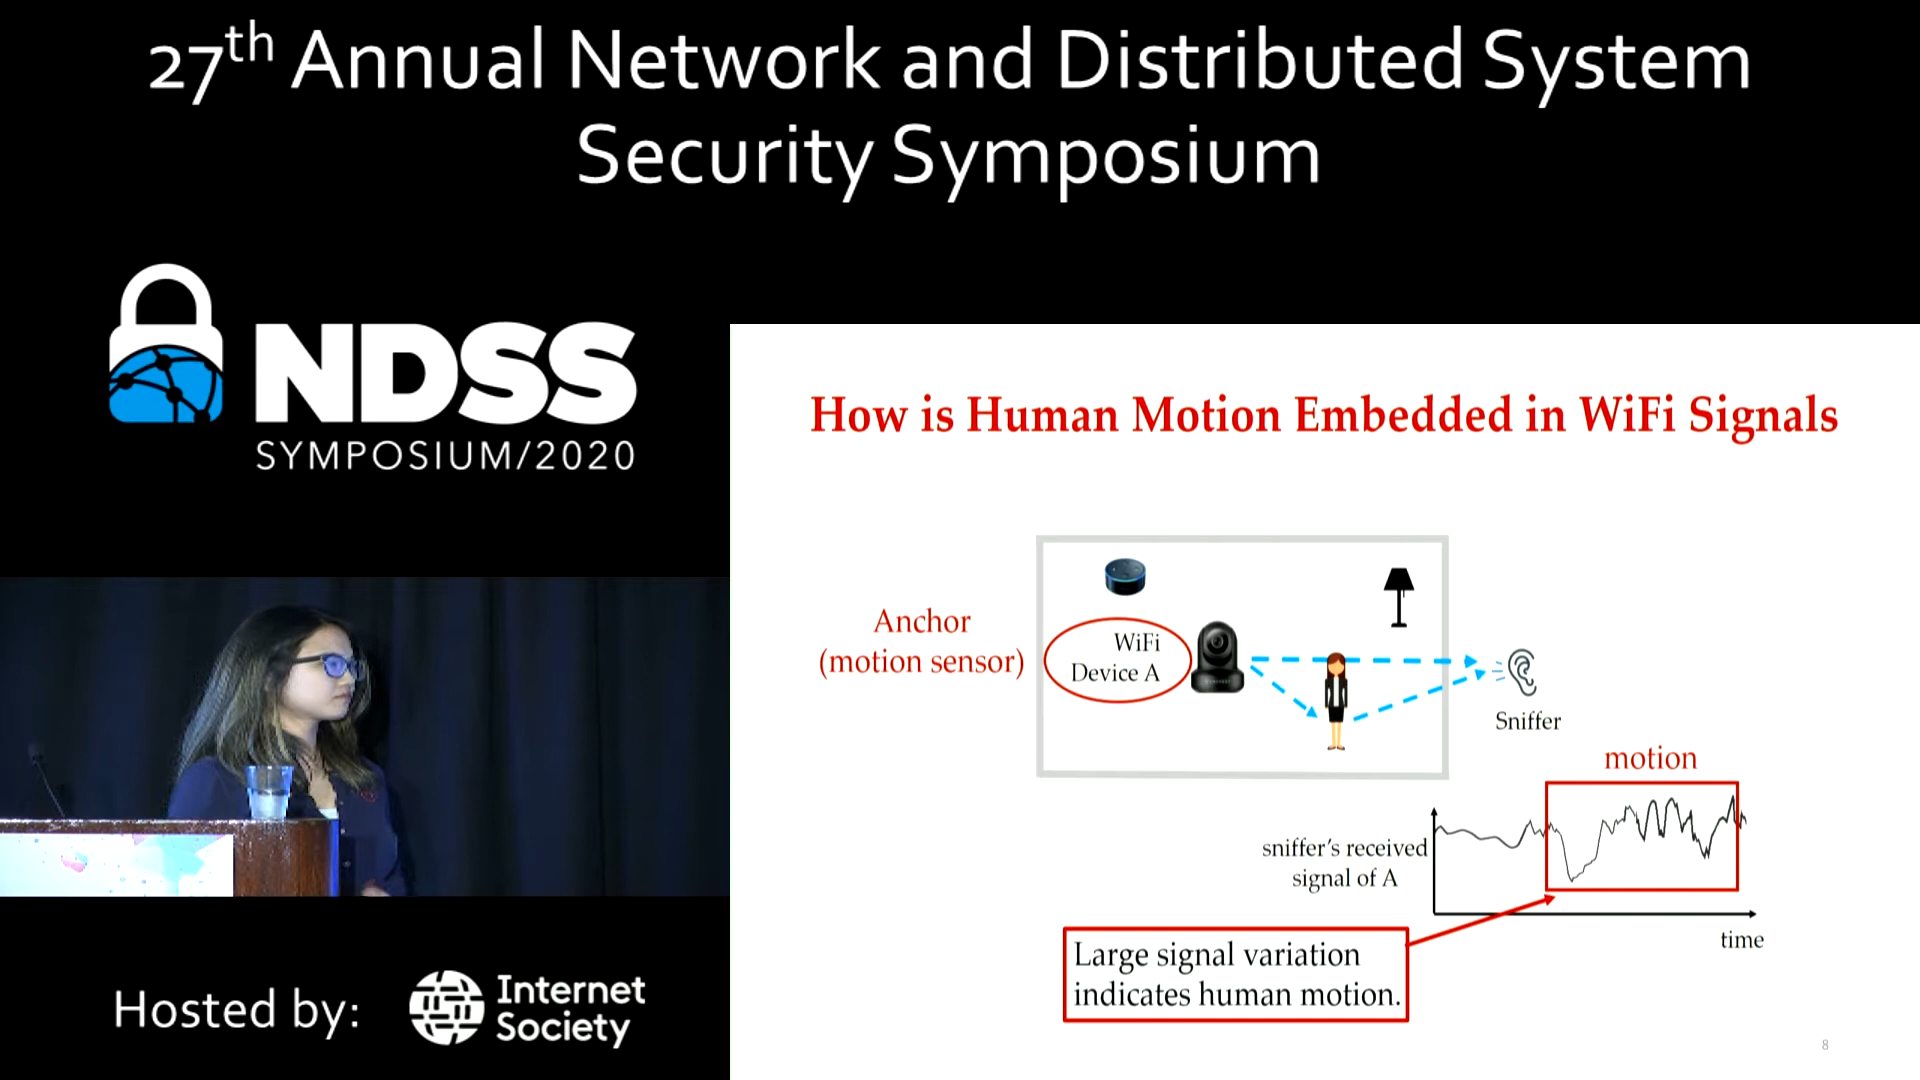 27th Annual Network and Distributed System
Security Symposium
NDSS
SYMPOSIUM/2020
How is Human Motion Embedded in WiFi Signals
Anchor
(motion sensor)
WiFi
Device A
Sniffer
motion
sniffer's received
signal of A
time
Large signal variation
indicates human motion.
8
Hosted by:
Internet
Society